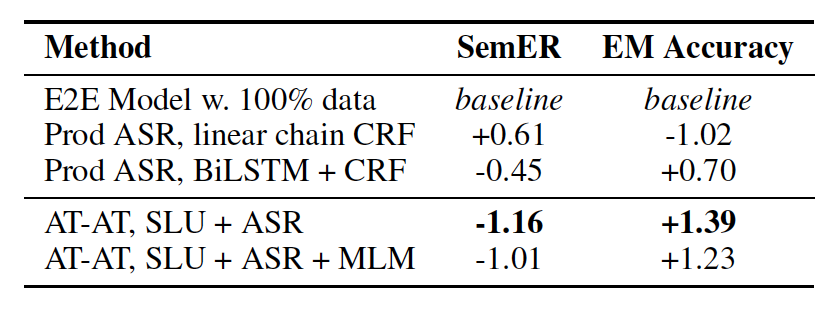 Method SemER EM Accuracy
E2E Model w. 100% data baseline baseline
Prod ASR, linear chain CRF +0.61 -1.02
Prod ASR, BiLSTM + CRF -0.45 +0.70
AT-AT, SLU + ASR -1.16 +1.39
AT-AT, SLU + ASR + MLM -1.01 +1.23